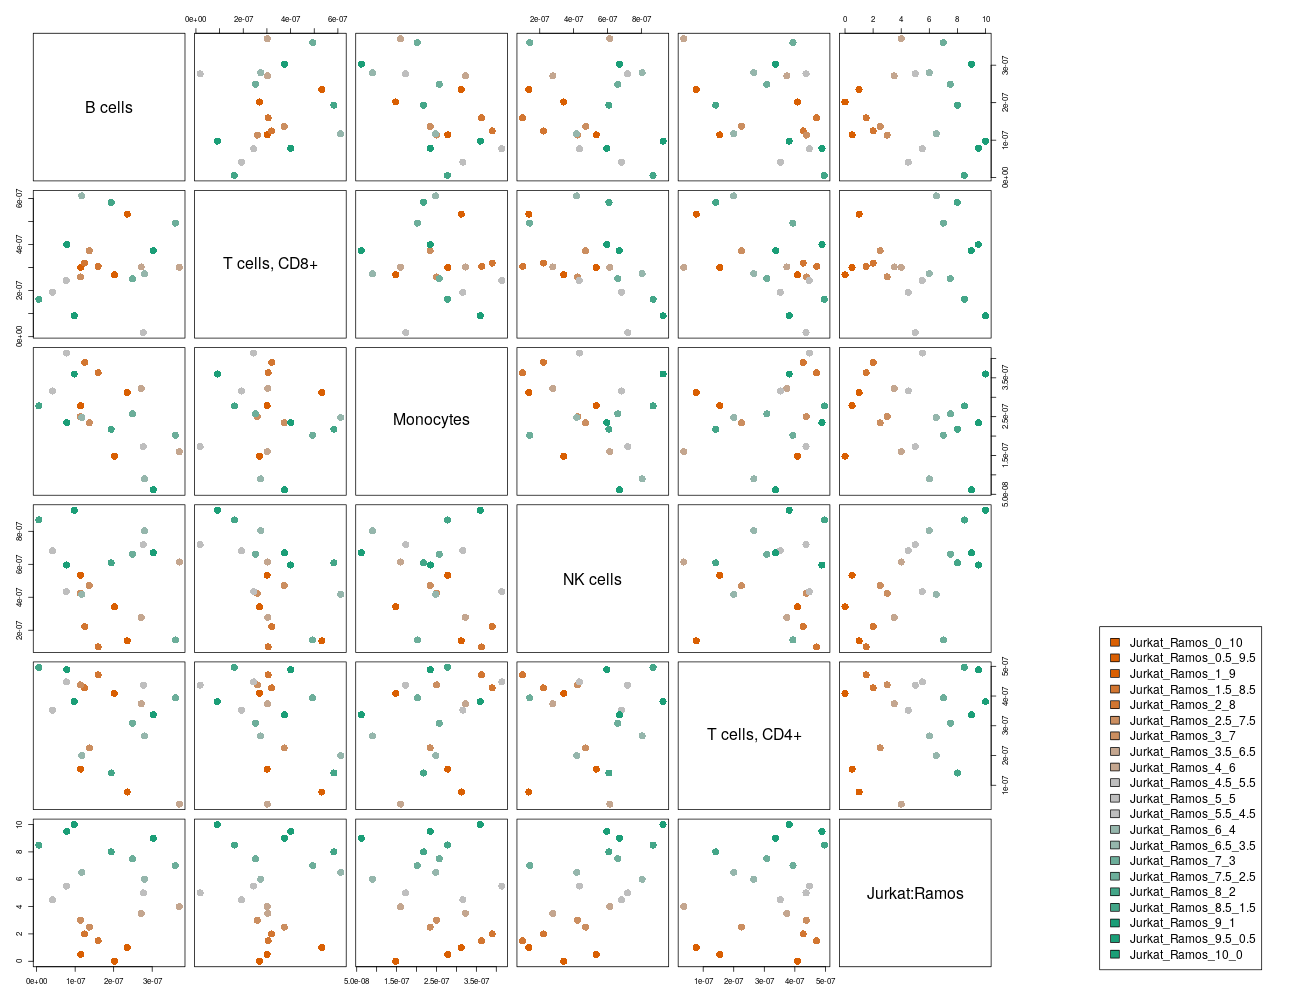 0e+00 2e-07 4e-07 6e-07
2e-07 4e-07 6e-07 8e-07
0 2 4 6 8 10
B cells
0e+00 1e-07 2e-07 3e-07
0e+00 2e-07 4e-07 6e-07
T cells, CD8+
Monocytes
5.0e-08 1.5e-07 2.5e-07 3.5e-07
2e-07 4e-07 6e-07 8e-07
NK cells
T cells, CD4+
1e-07 2e-07 3e-07 4e-07 5e-07
0 2 4 6 8 10
Jurkat:Ramos
0e+00 1e-07 3e-07
5.0e-08 1.5e-07 2.5e-07 3.5e-07
1e-07 2e-07 3e-07 4e-07 5e-07
Jurkat_Ramos_0_10
Jurkat_Ramos_0.5_9.5
Jurkat_Ramos_1_9
Jurkat_Ramos_1.5_8.5
Jurkat_Ramos_2_8
Jurkat_Ramos_2.5_7.5
Jurkat_Ramos_3_7
Jurkat_Ramos_3.5_6.5
Jurkat_Ramos_4_6
Jurkat_Ramos_4.5_5.5
Jurkat_Ramos_5_5
Jurkat_Ramos_5.5_4.5
Jurkat_Ramos_6_4
Jurkat_Ramos_6.5_3.5
Jurkat_Ramos_7_3
Jurkat_Ramos_7.5_2.5
Jurkat_Ramos_8_2
Jurkat_Ramos_8.5_1.5
Jurkat_Ramos_9_1
Jurkat_Ramos_9.5_0.5
Jurkat_Ramos_10_0